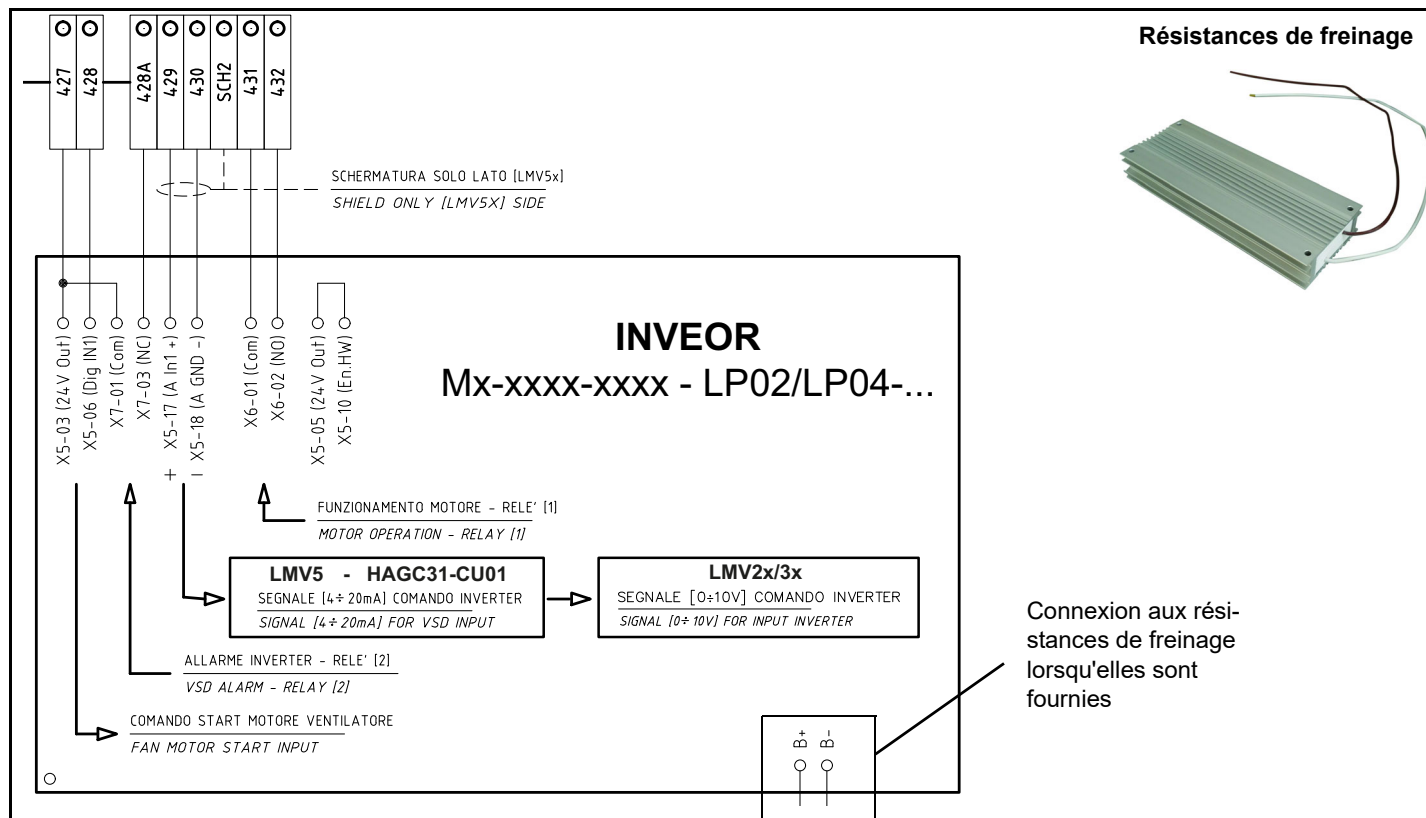 Résistances de freinage
427
428
428A
429
430
SCH2
431
432
SCHERMATURA SOLO LATO [LMV5x]
SHIELD ONLY [LMV5X] SIDE
X5-03 (24V Out)
X5-06 (Dig IN1)
X7-01 (Com)
X7-03 (NC)
+ X5-17 (A In1 +)
- X5-18 (A GND -)
X6-01 (Com)
X6-02 (NO)
X5-05 (24V Out)
X5-10 (En.HW)
INVEOR
Mx-xxxx-xxxx - LP02/LP04-...
FUNZIONAMENTO MOTORE - RELE' [1]
MOTOR OPERATION - RELAY [1]
LMV5 - HAGC31-CU01
SEGNALE [4÷20mA] COMANDO INVERTER
SIGNAL [4÷20mA] FOR VSD INPUT
LMV2x/3x
SEGNALE [0÷10V] COMANDO INVERTER
SIGNAL [0÷10V] FOR INPUT INVERTER
ALLARME INVERTER - RELE' [2]
VSD ALARM - RELAY [2]
COMANDO START MOTORE VENTILATORE
FAN MOTOR START INPUT
B+
B-
Connexion aux rési-
stances de freinage
lorsqu'elles sont
fournies